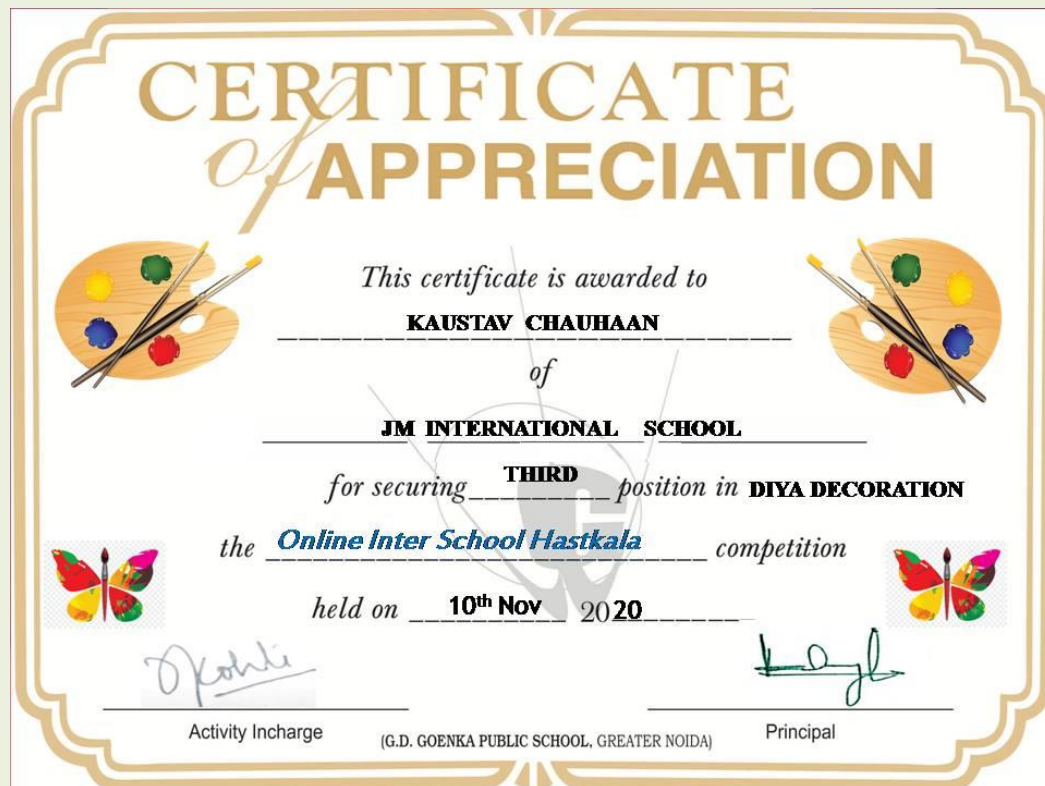 CERTIFICATE
of APPRECIATION
This certificate is awarded to
KAUSTAV CHAUHAAN
of
JM INTERNATIONAL SCHOOL
for securing THIRD position in DIYA DECORATION
the Online Inter School Hastkala competition
held on 10th Nov 2020
Kohli
Activity Incharge
(G.D. GOENKA PUBLIC SCHOOL, GREATER NOIDA)
Principal